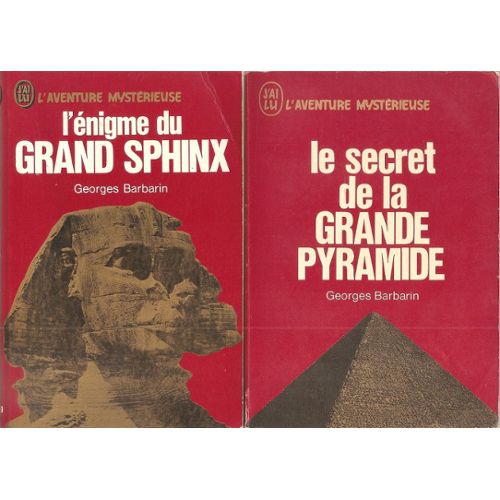 J'AI LU
L'AVENTURE MYSTÉRIEUSE
l'énigme du
GRAND SPHINX
Georges Barbarin
J'AI LU
L'AVENTURE MYSTÉRIEUSE
le secret
de la
GRANDE
PYRAMIDE
Georges Barbarin